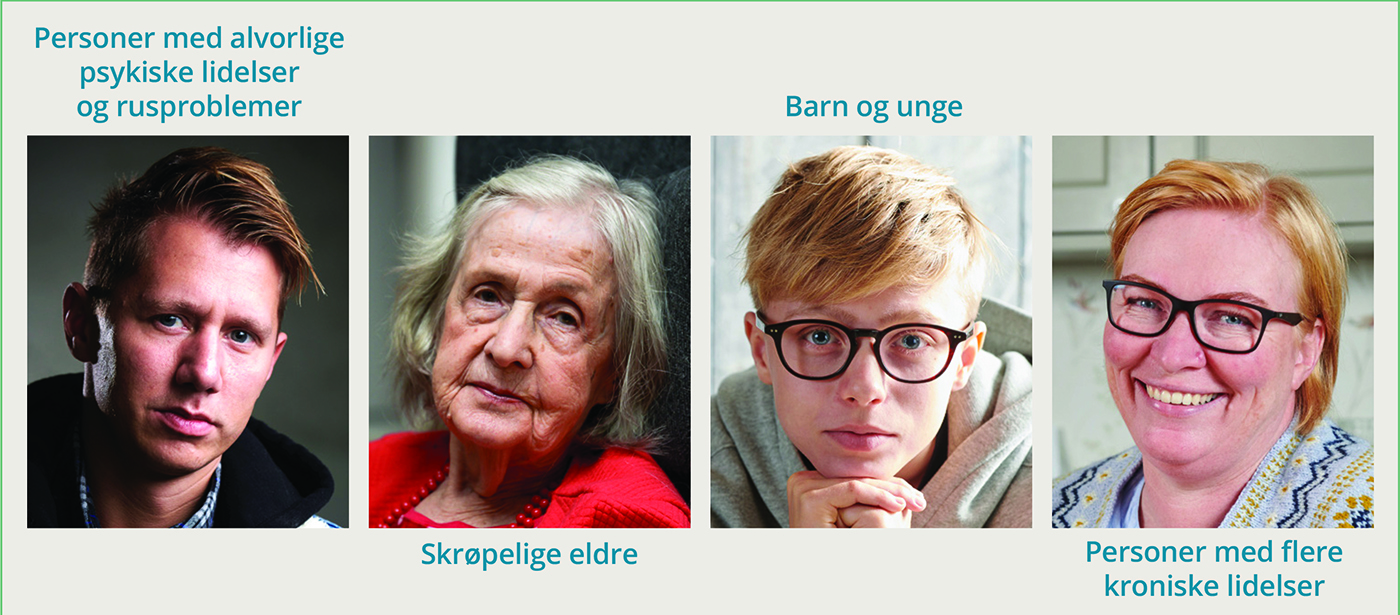 Personer med alvorlige
psykiske lidelser
og rusproblemer
Skrøpelige eldre
Barn og unge
Personer med flere
kroniske lidelser